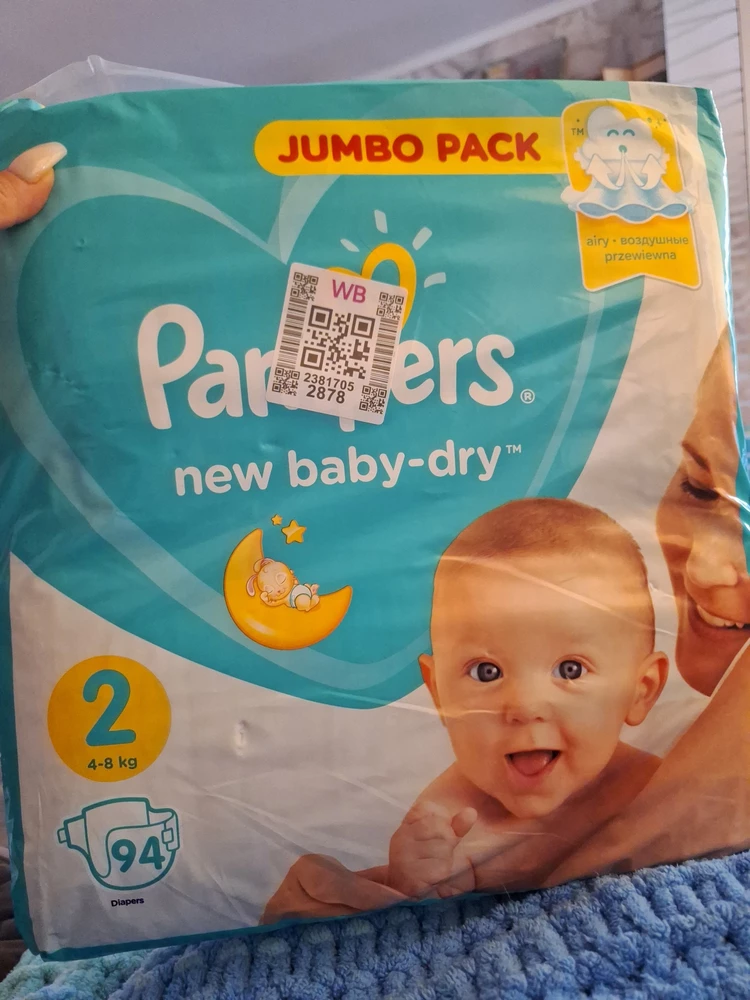 JUMBO PACK
TM
airy • воздушные
przewiewna
WB
2381705
2878
Pampers®
new baby-dry™
2
4-8 kg
94
Diapers